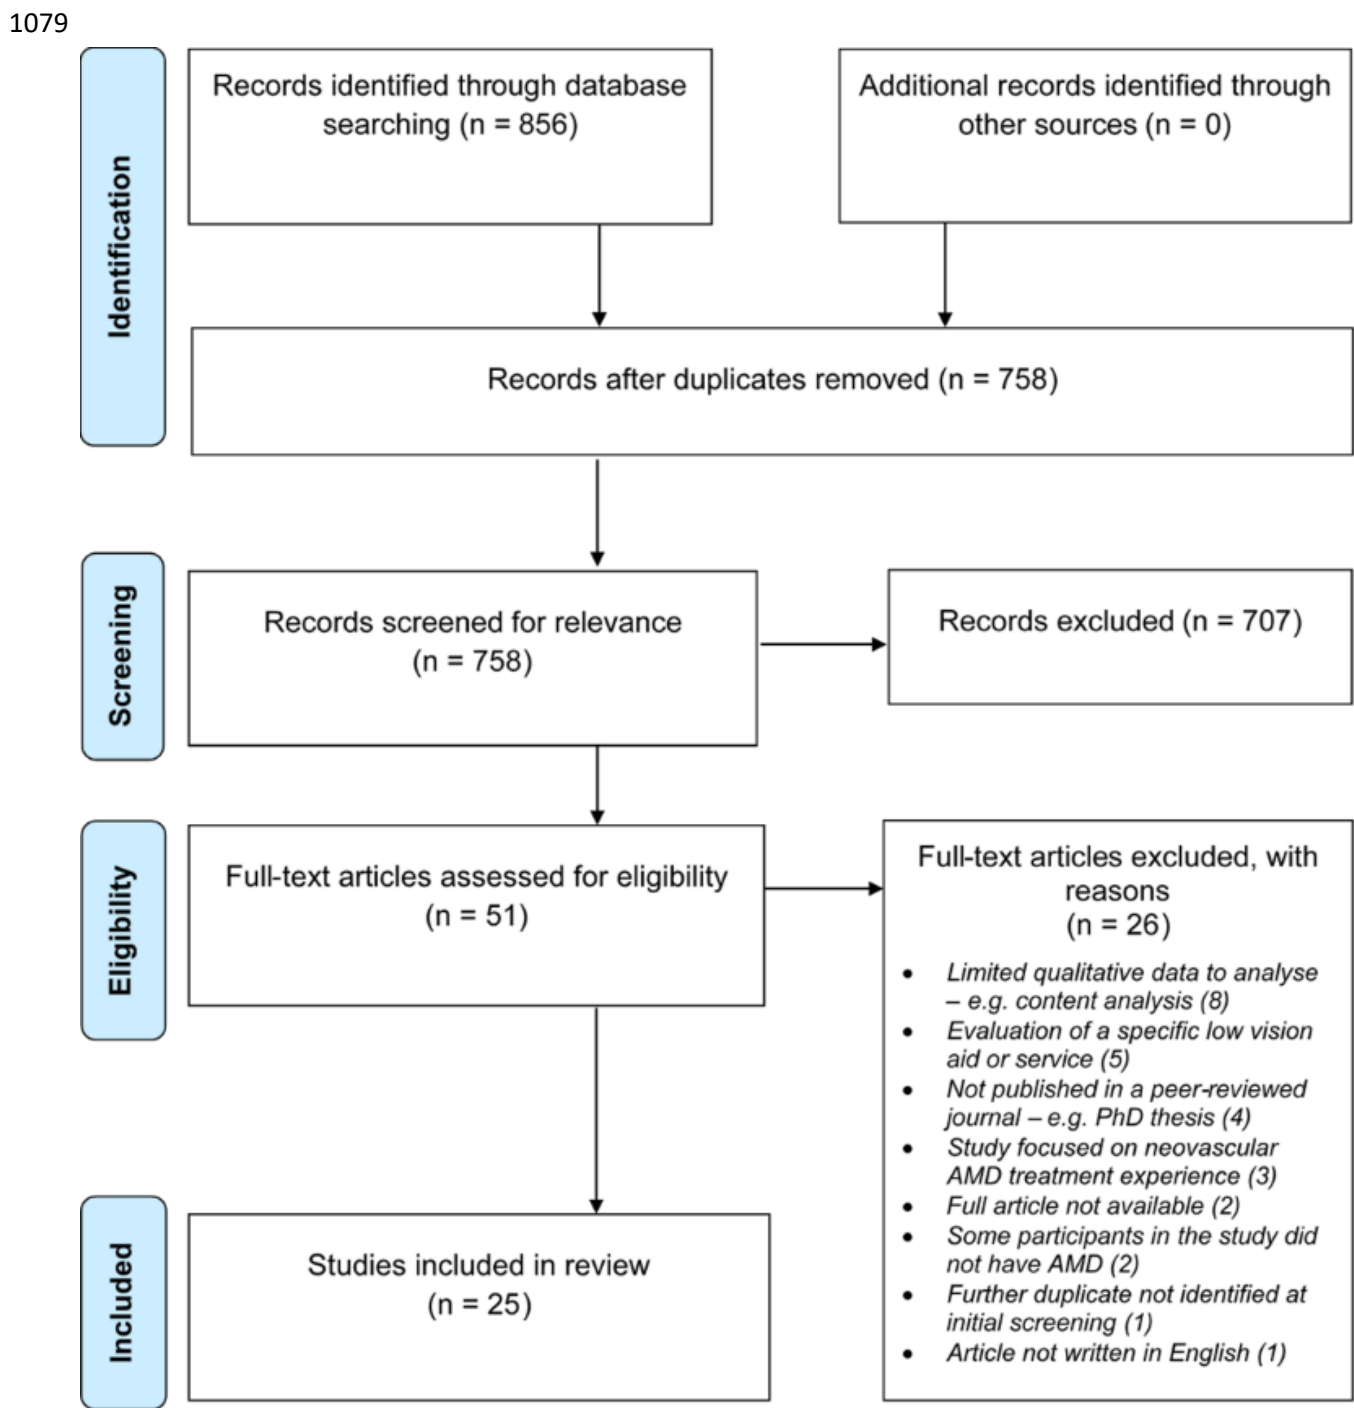 1079
Identification
Records identified through database
searching (n = 856)
Additional records identified through
other sources (n = 0)
Records after duplicates removed (n = 758)
Screening
Records screened for relevance
(n = 758)
Records excluded (n = 707)
Eligibility
Full-text articles assessed for eligibility
(n = 51)
Full-text articles excluded, with
reasons
(n = 26)
• Limited qualitative data to analyse
– e.g. content analysis (8)
• Evaluation of a specific low vision
aid or service (5)
• Not published in a peer-reviewed
journal – e.g. PhD thesis (4)
• Study focused on neovascular
AMD treatment experience (3)
• Full article not available (2)
• Some participants in the study did
not have AMD (2)
• Further duplicate not identified at
initial screening (1)
• Article not written in English (1)
Included
Studies included in review
(n = 25)